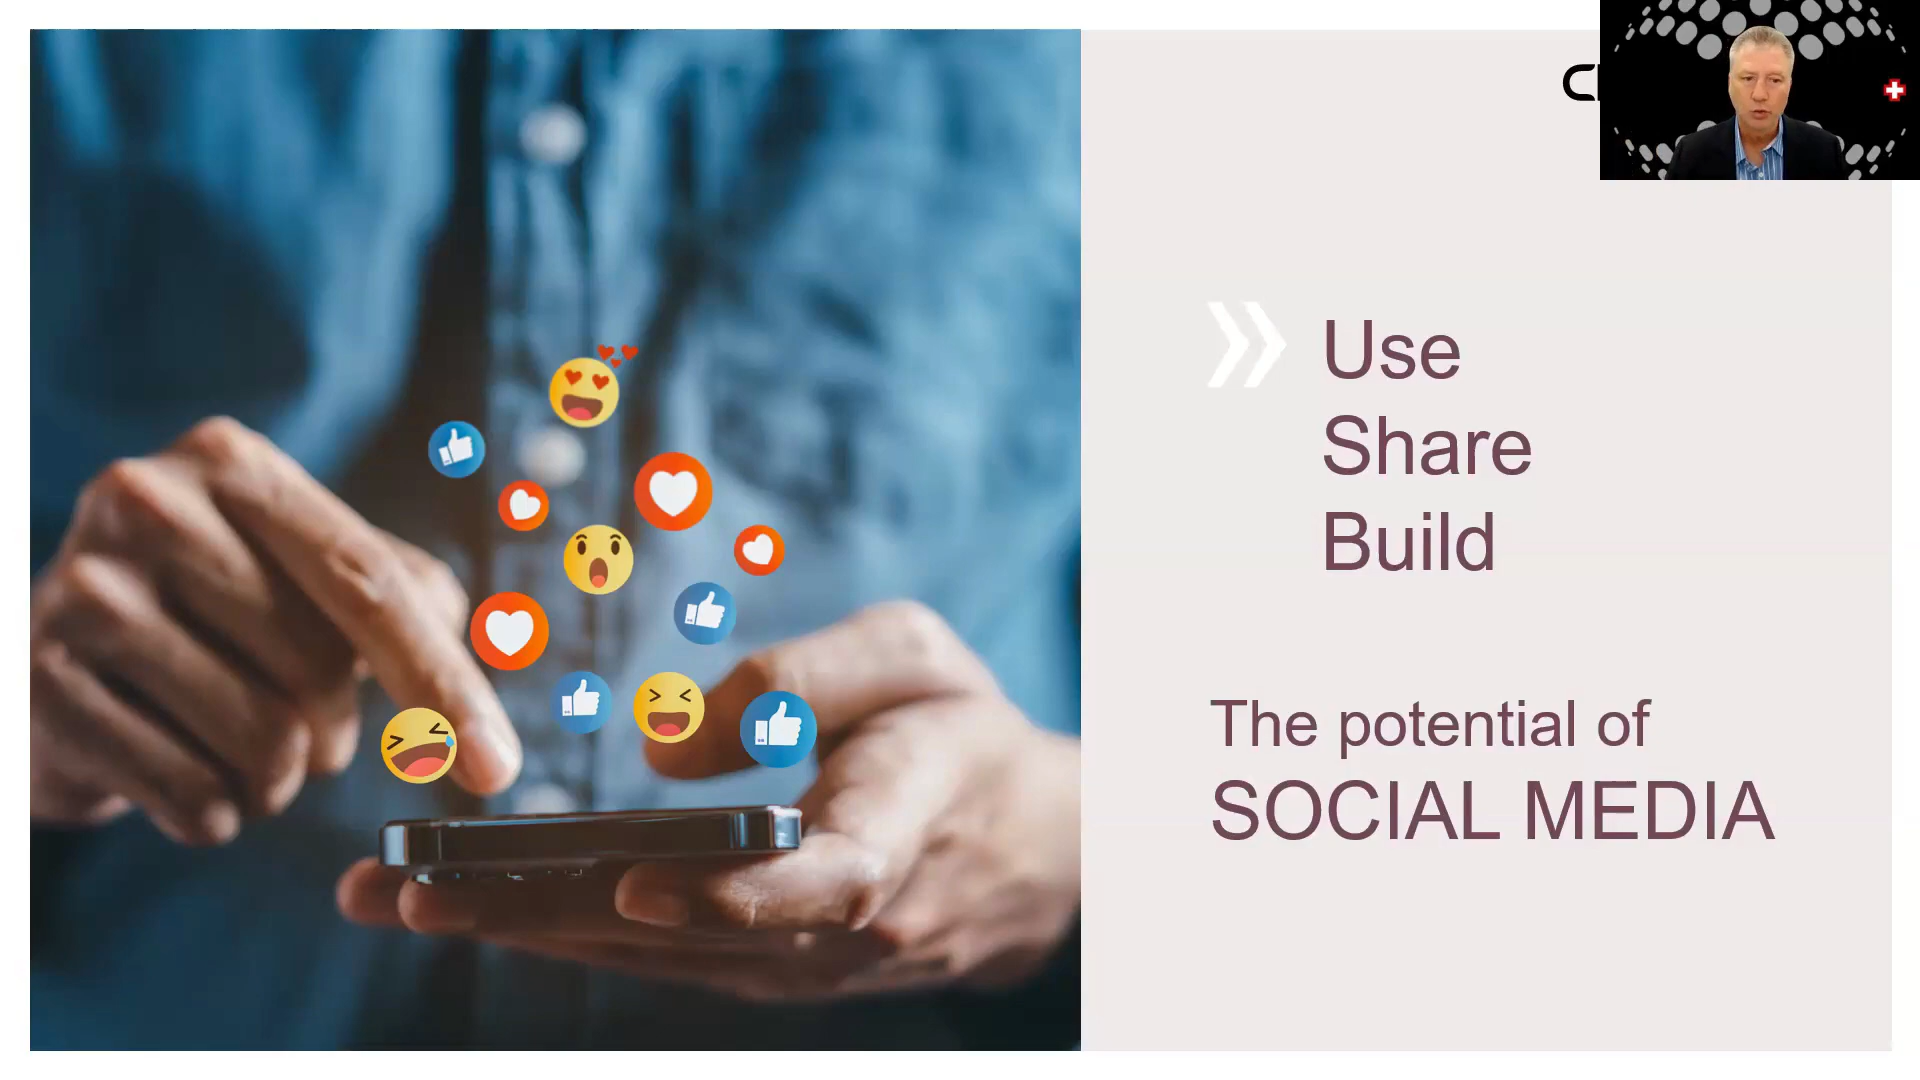 Use
Share
Build
The potential of
SOCIAL MEDIA